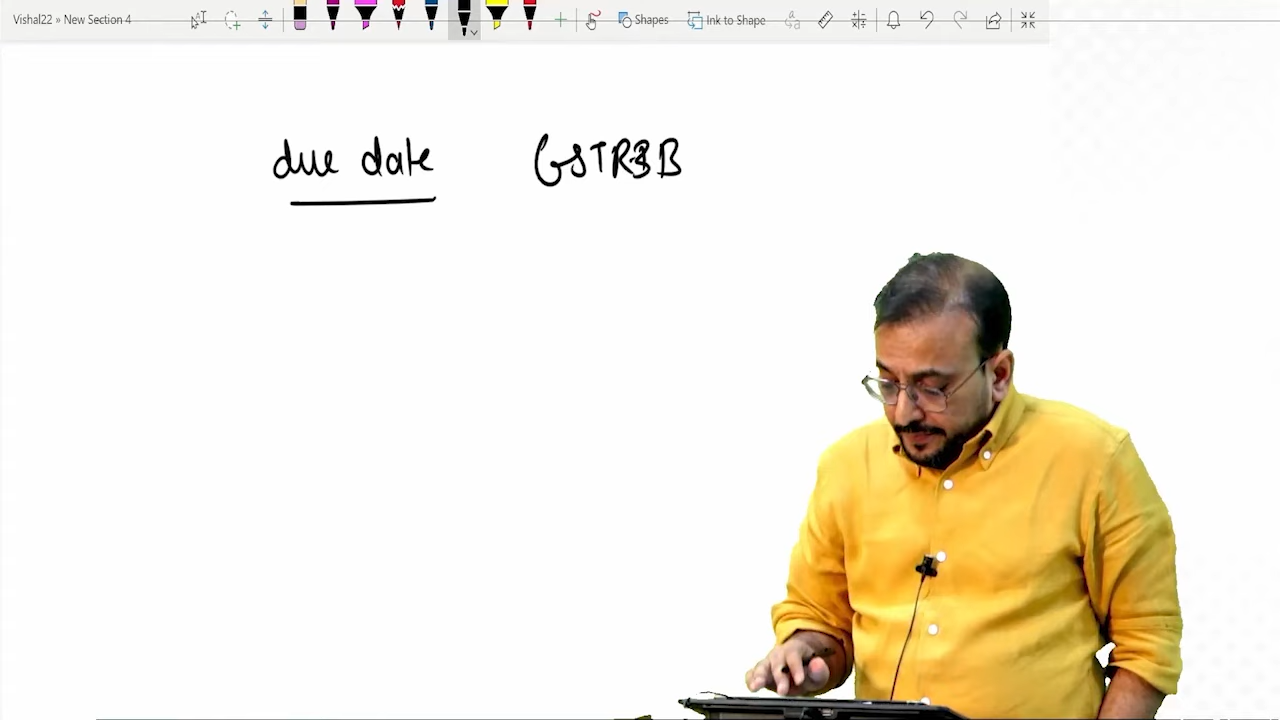 Vishal22 » New Section 4 Shapes Ink to Shape
due date GSTR3B